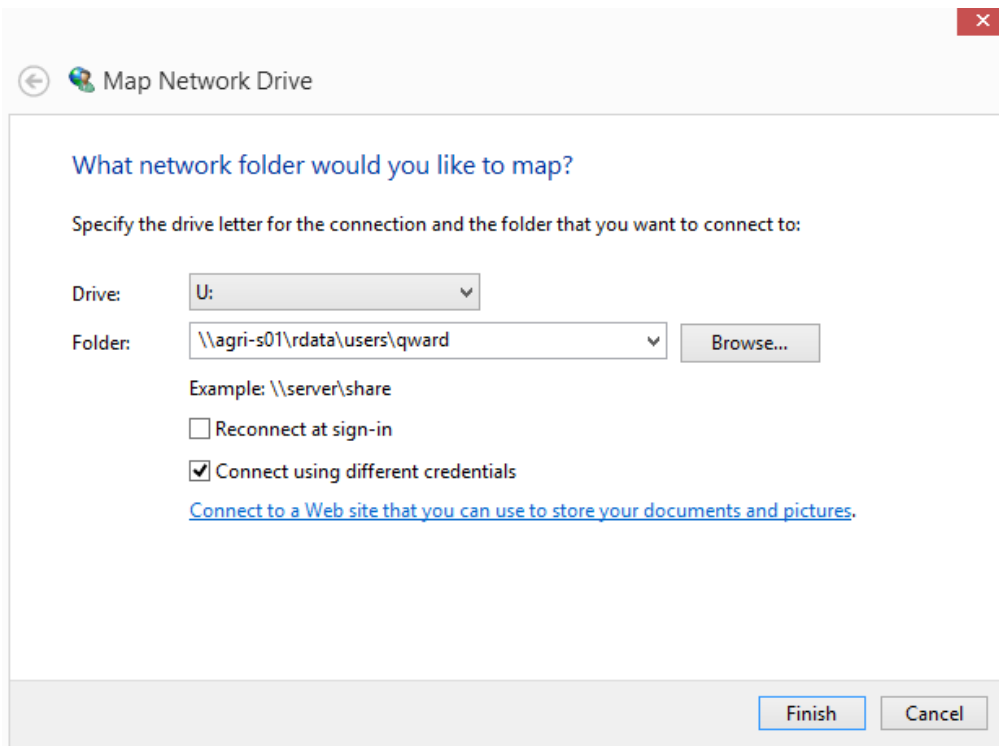 Map Network Drive
What network folder would you like to map?
Specify the drive letter for the connection and the folder that you want to connect to:
Drive: U:
Folder: \\agri-s01\rdata\users\qward Browse...
Example: \\server\share
Reconnect at sign-in
Connect using different credentials
Connect to a Web site that you can use to store your documents and pictures.
Finish Cancel